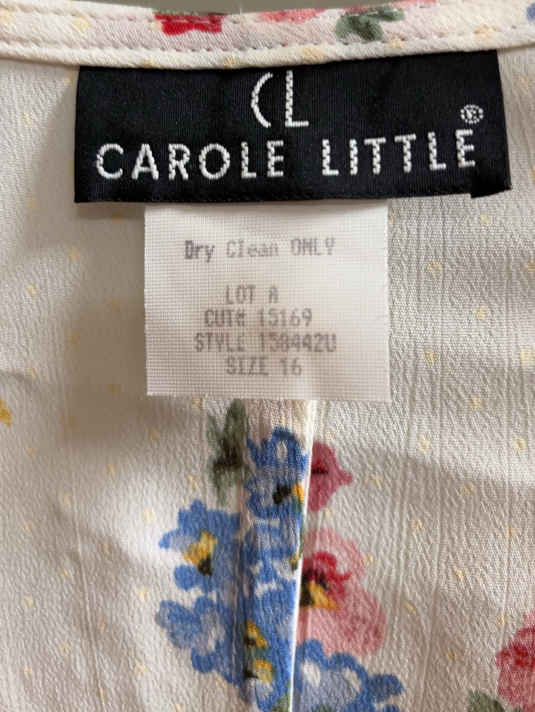 CL
CAROLE LITTLE®
Dry Clean ONLY
LOT A
CUT# 15169
STYLE 158442U
SIZE 16